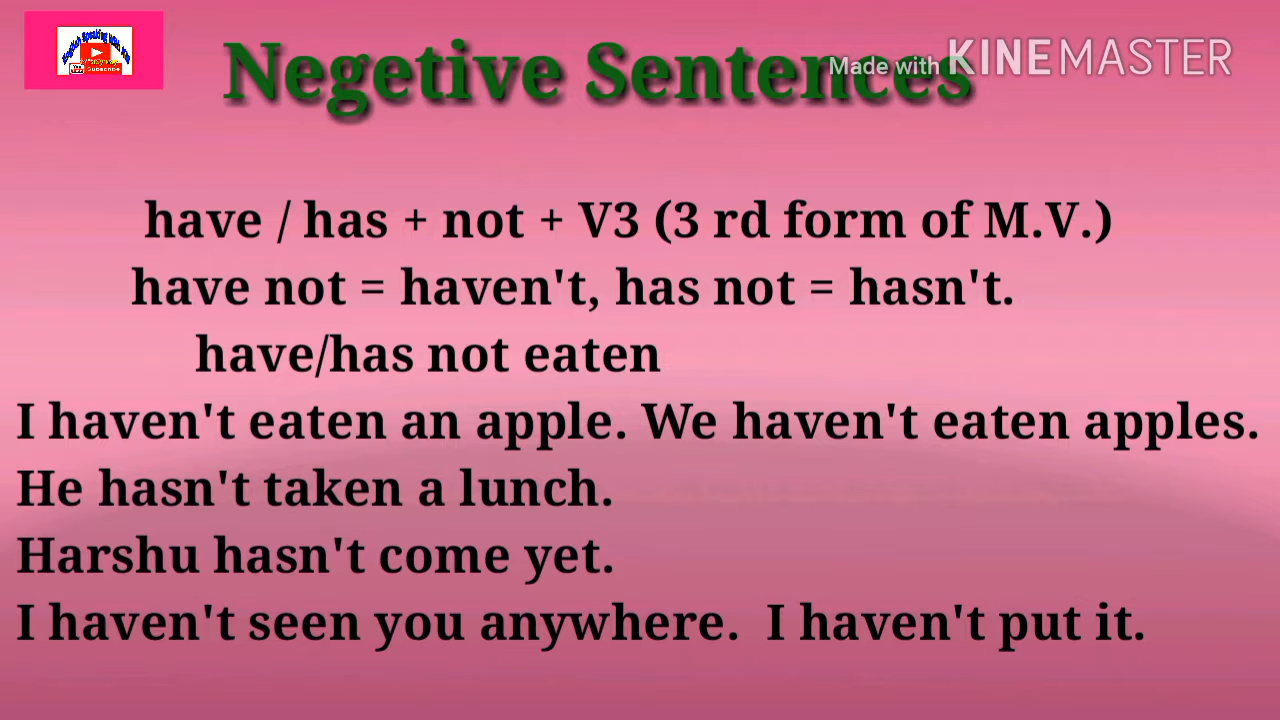 Negetive Sentences
Made with KINEMASTER
have / has + not + V3 (3 rd form of M.V.)
have not = haven't, has not = hasn't.
have/has not eaten
I haven't eaten an apple. We haven't eaten apples.
He hasn't taken a lunch.
Harshu hasn't come yet.
I haven't seen you anywhere.  I haven't put it.